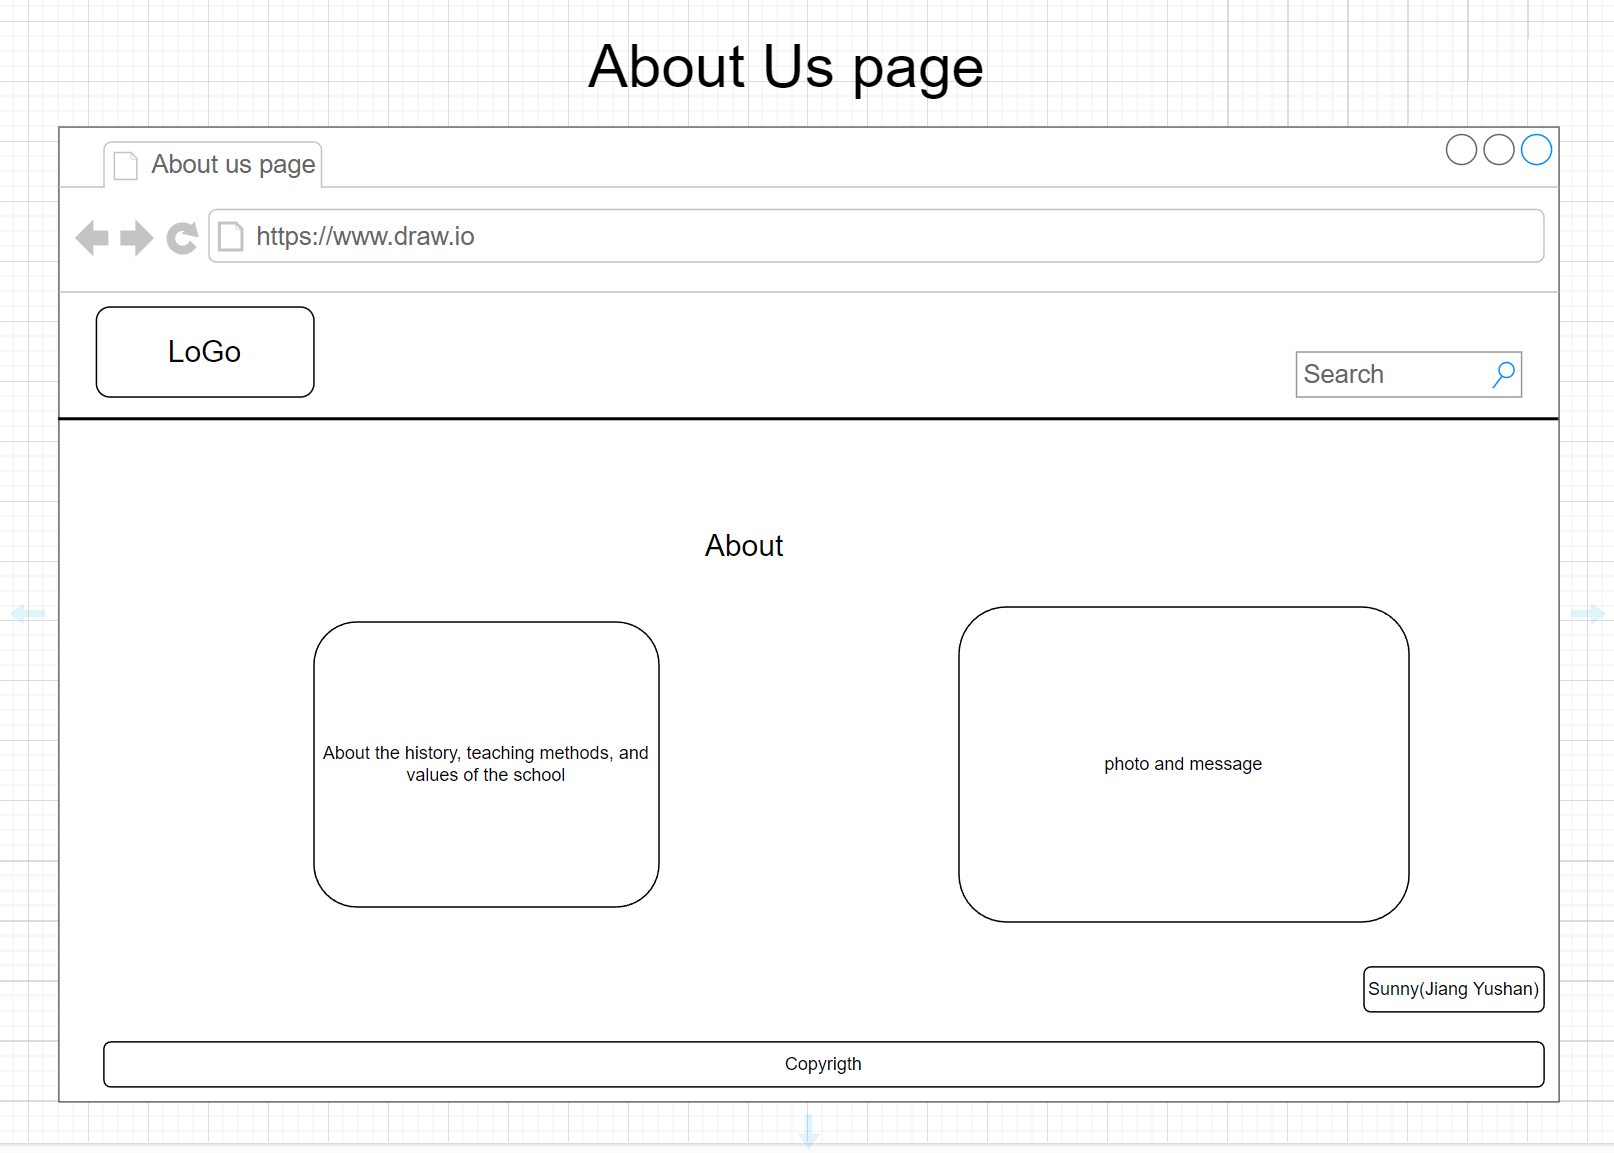 About Us page
About us page
https://www.draw.io
LoGo
Search
About
About the history, teaching methods, and
values of the school
photo and message
Sunny(Jiang Yushan)
Copyrigth